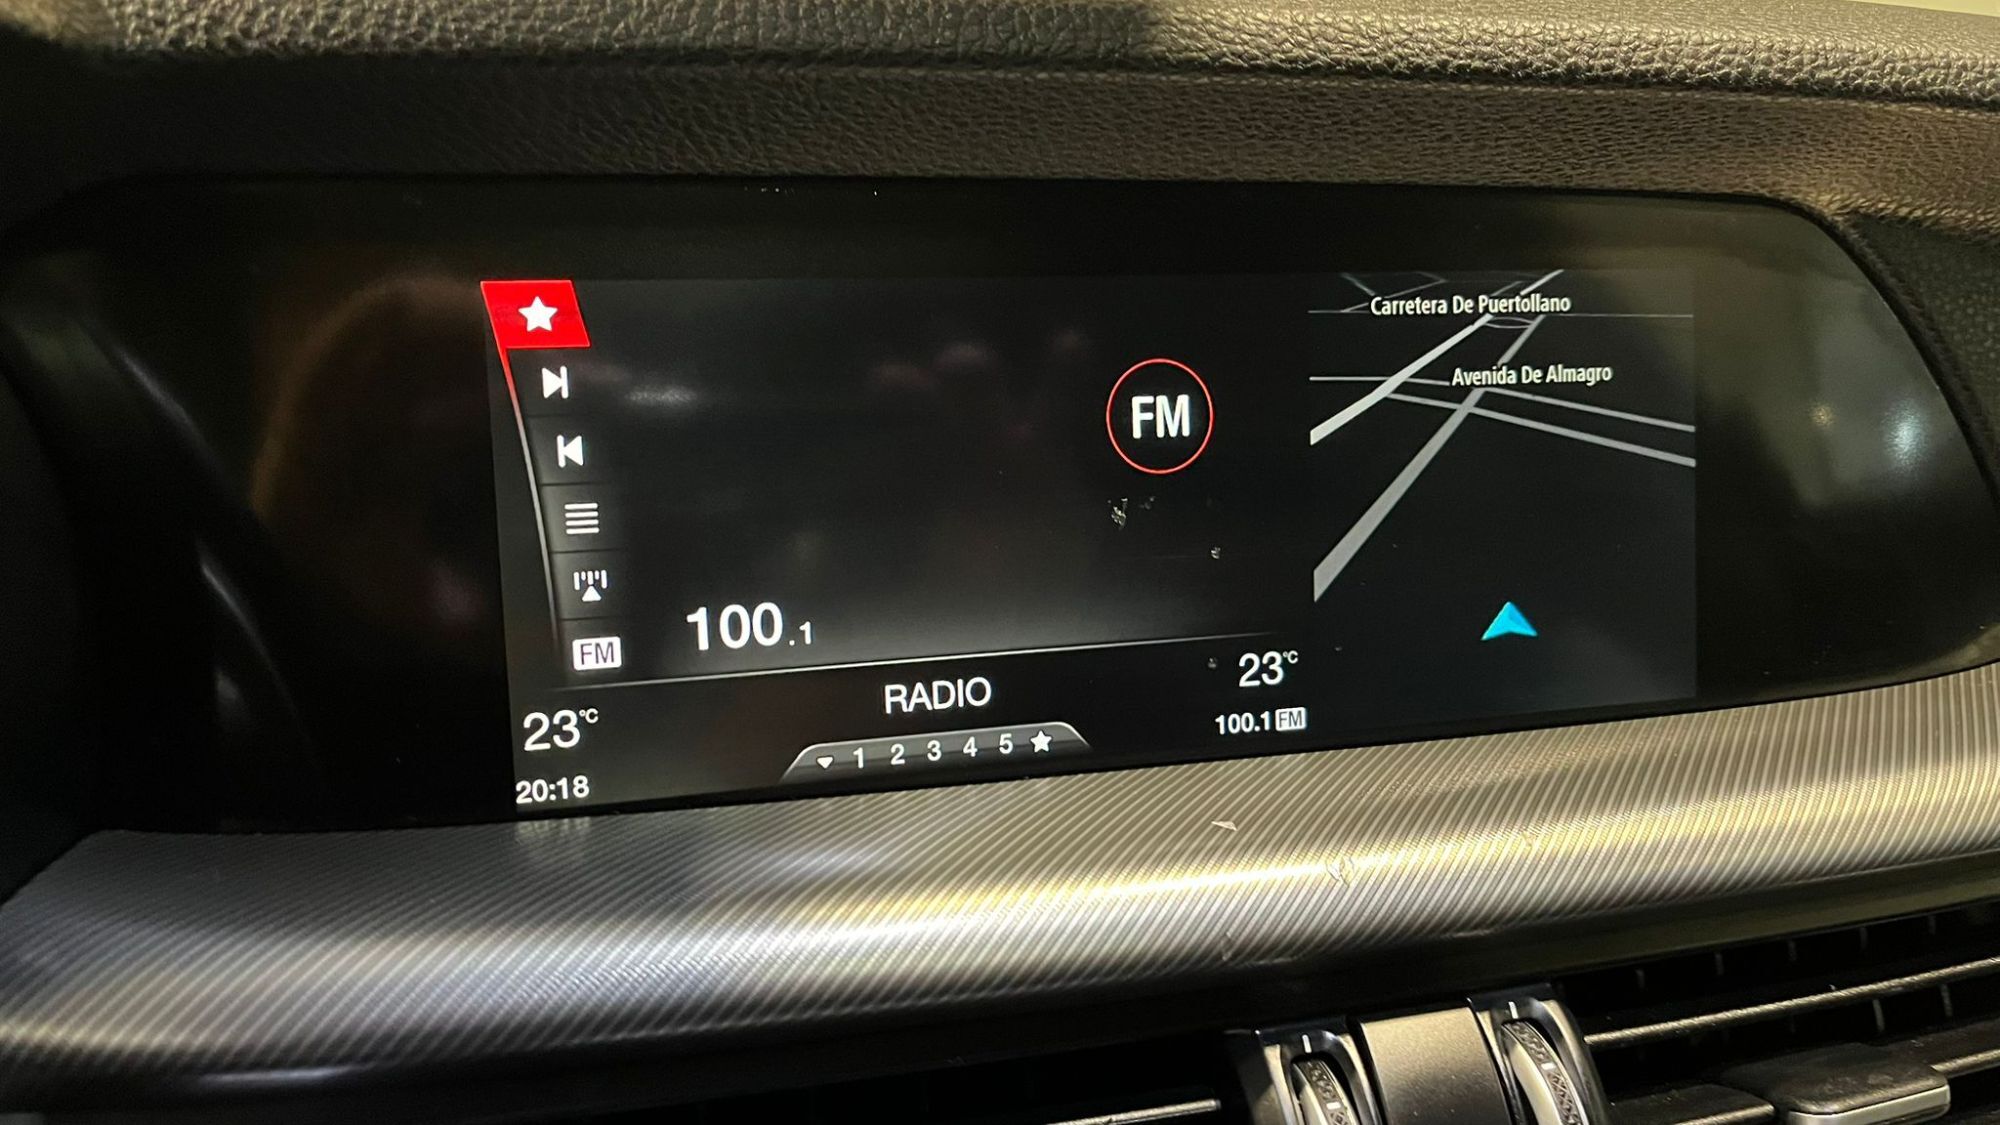 Carretera De Puertollano
Avenida De Almagro
FM
FM
100.1
23°C
RADIO
23°C
100.1 FM
1 2 3 4 5
20:18